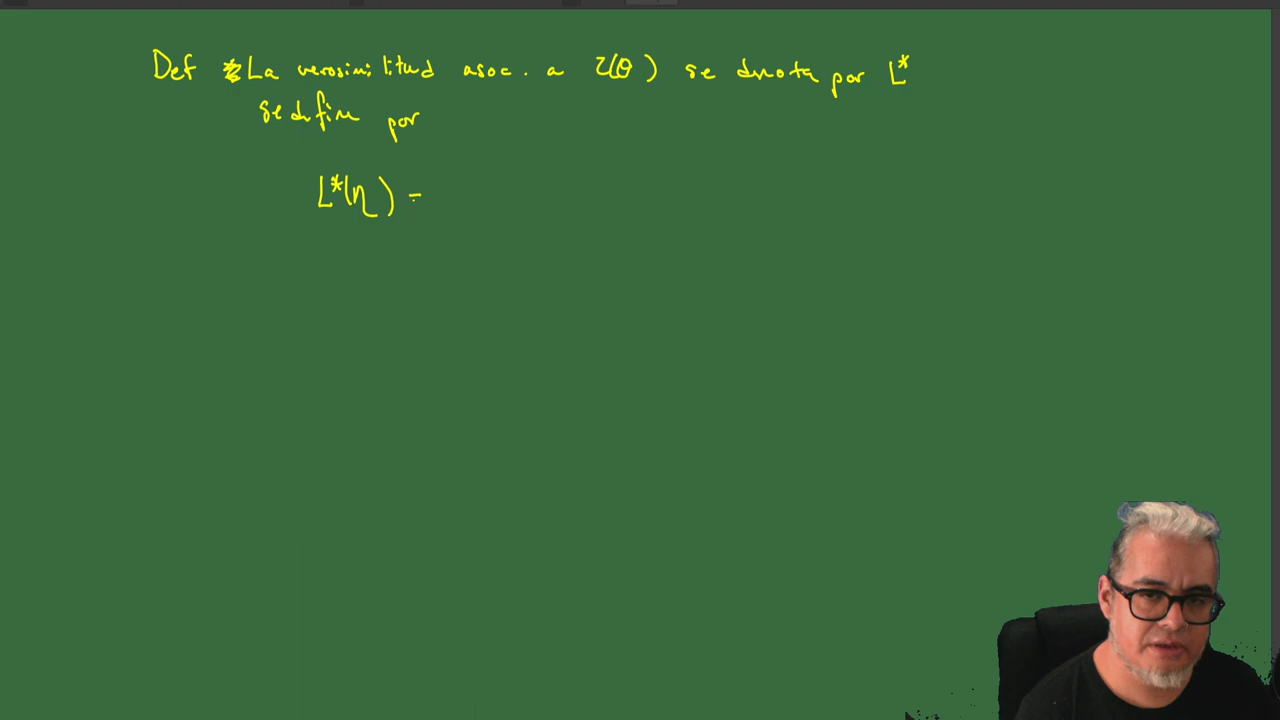 Def La verosimilitud asoc. a τ(θ) se denota por L*
se define por
L*(η) =